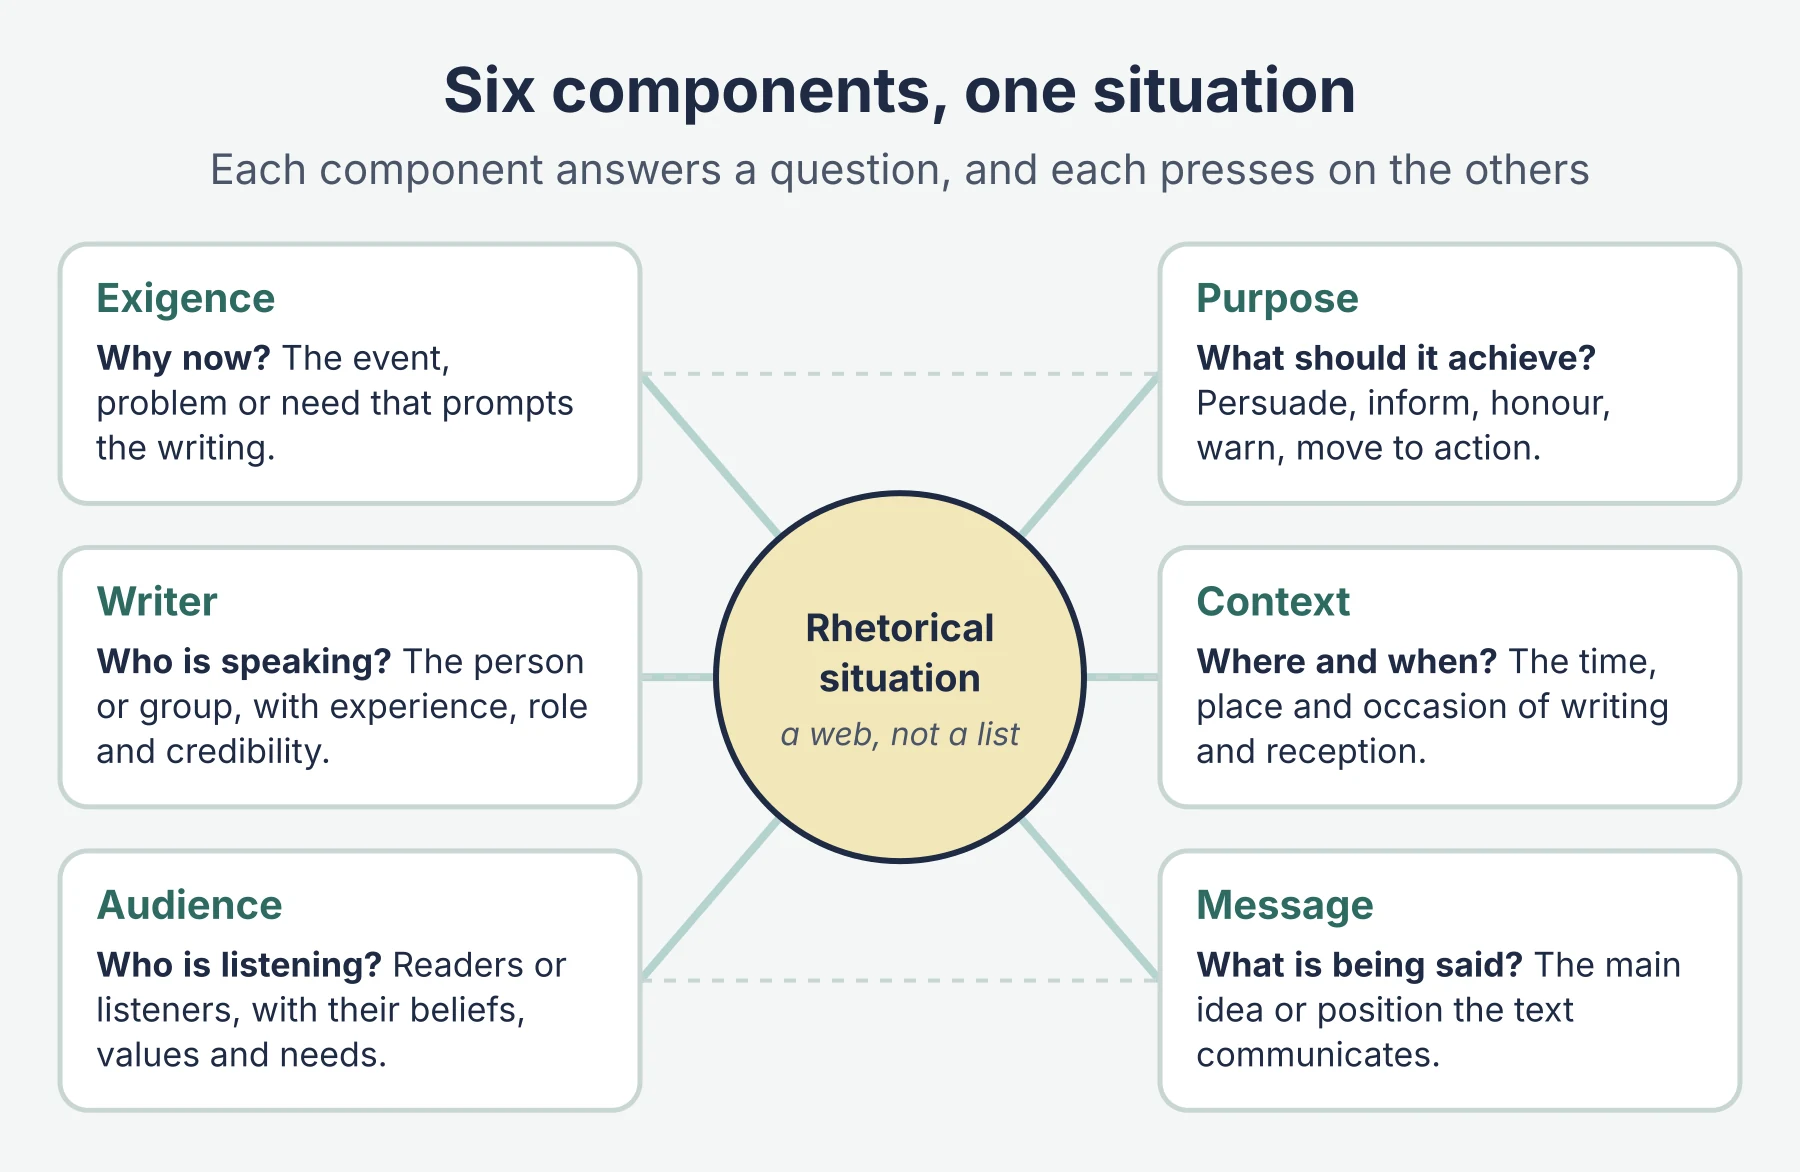 Six components, one situation
Each component answers a question, and each presses on the others
Exigence
Why now? The event,
problem or need that prompts
the writing.
Writer
Who is speaking? The person
or group, with experience, role
and credibility.
Audience
Who is listening? Readers or
listeners, with their beliefs,
values and needs.
Rhetorical
situation
a web, not a list
Purpose
What should it achieve?
Persuade, inform, honour,
warn, move to action.
Context
Where and when? The time,
place and occasion of writing
and reception.
Message
What is being said? The main
idea or position the text
communicates.